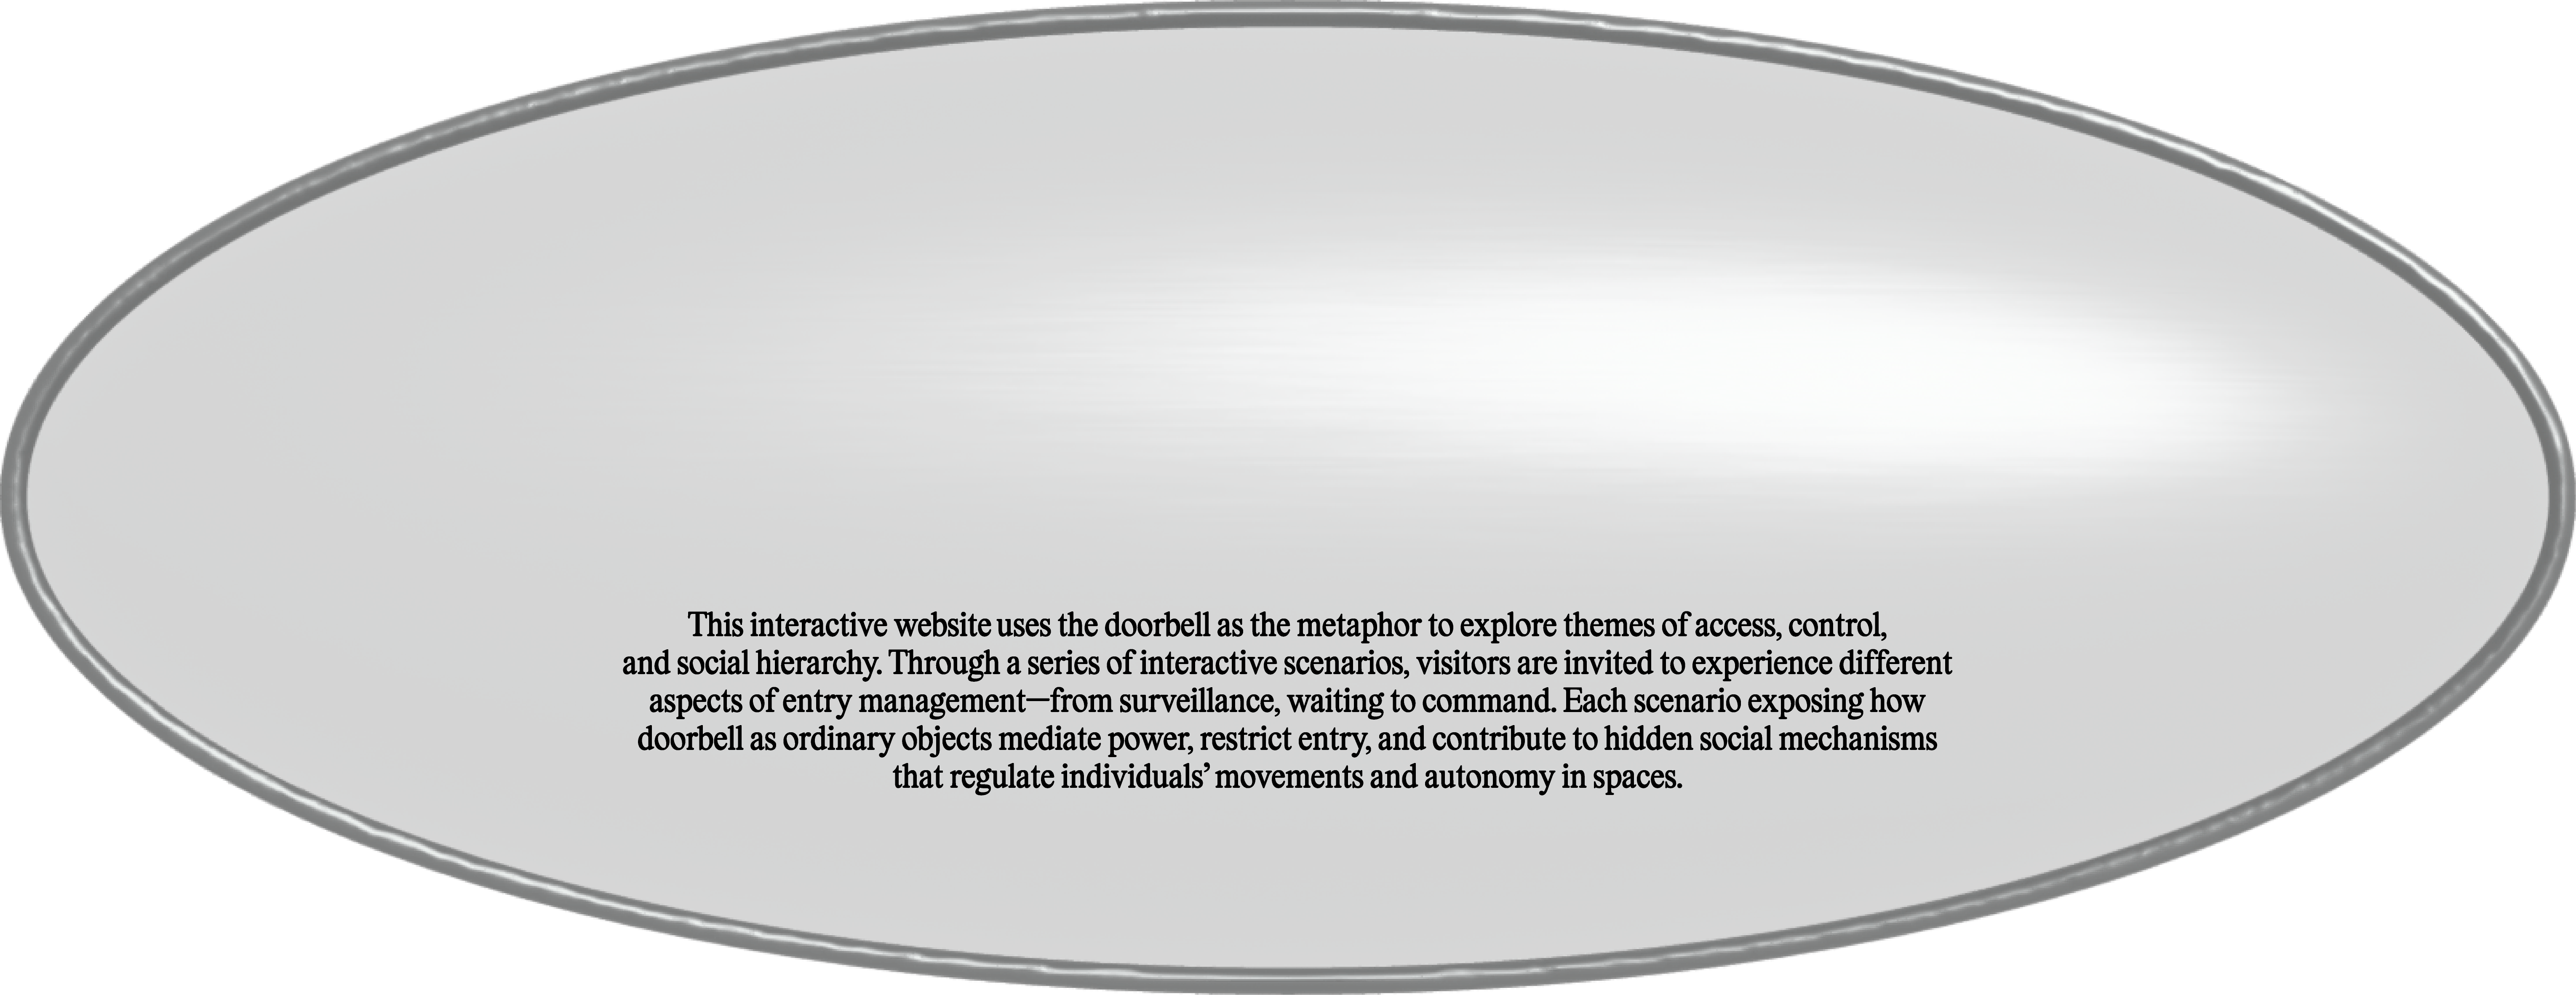 This interactive website uses the doorbell as the metaphor to explore themes of access, control,
and social hierarchy. Through a series of interactive scenarios, visitors are invited to experience different
aspects of entry management—from surveillance, waiting to command. Each scenario exposing how
doorbell as ordinary objects mediate power, restrict entry, and contribute to hidden social mechanisms
that regulate individuals’ movements and autonomy in spaces.